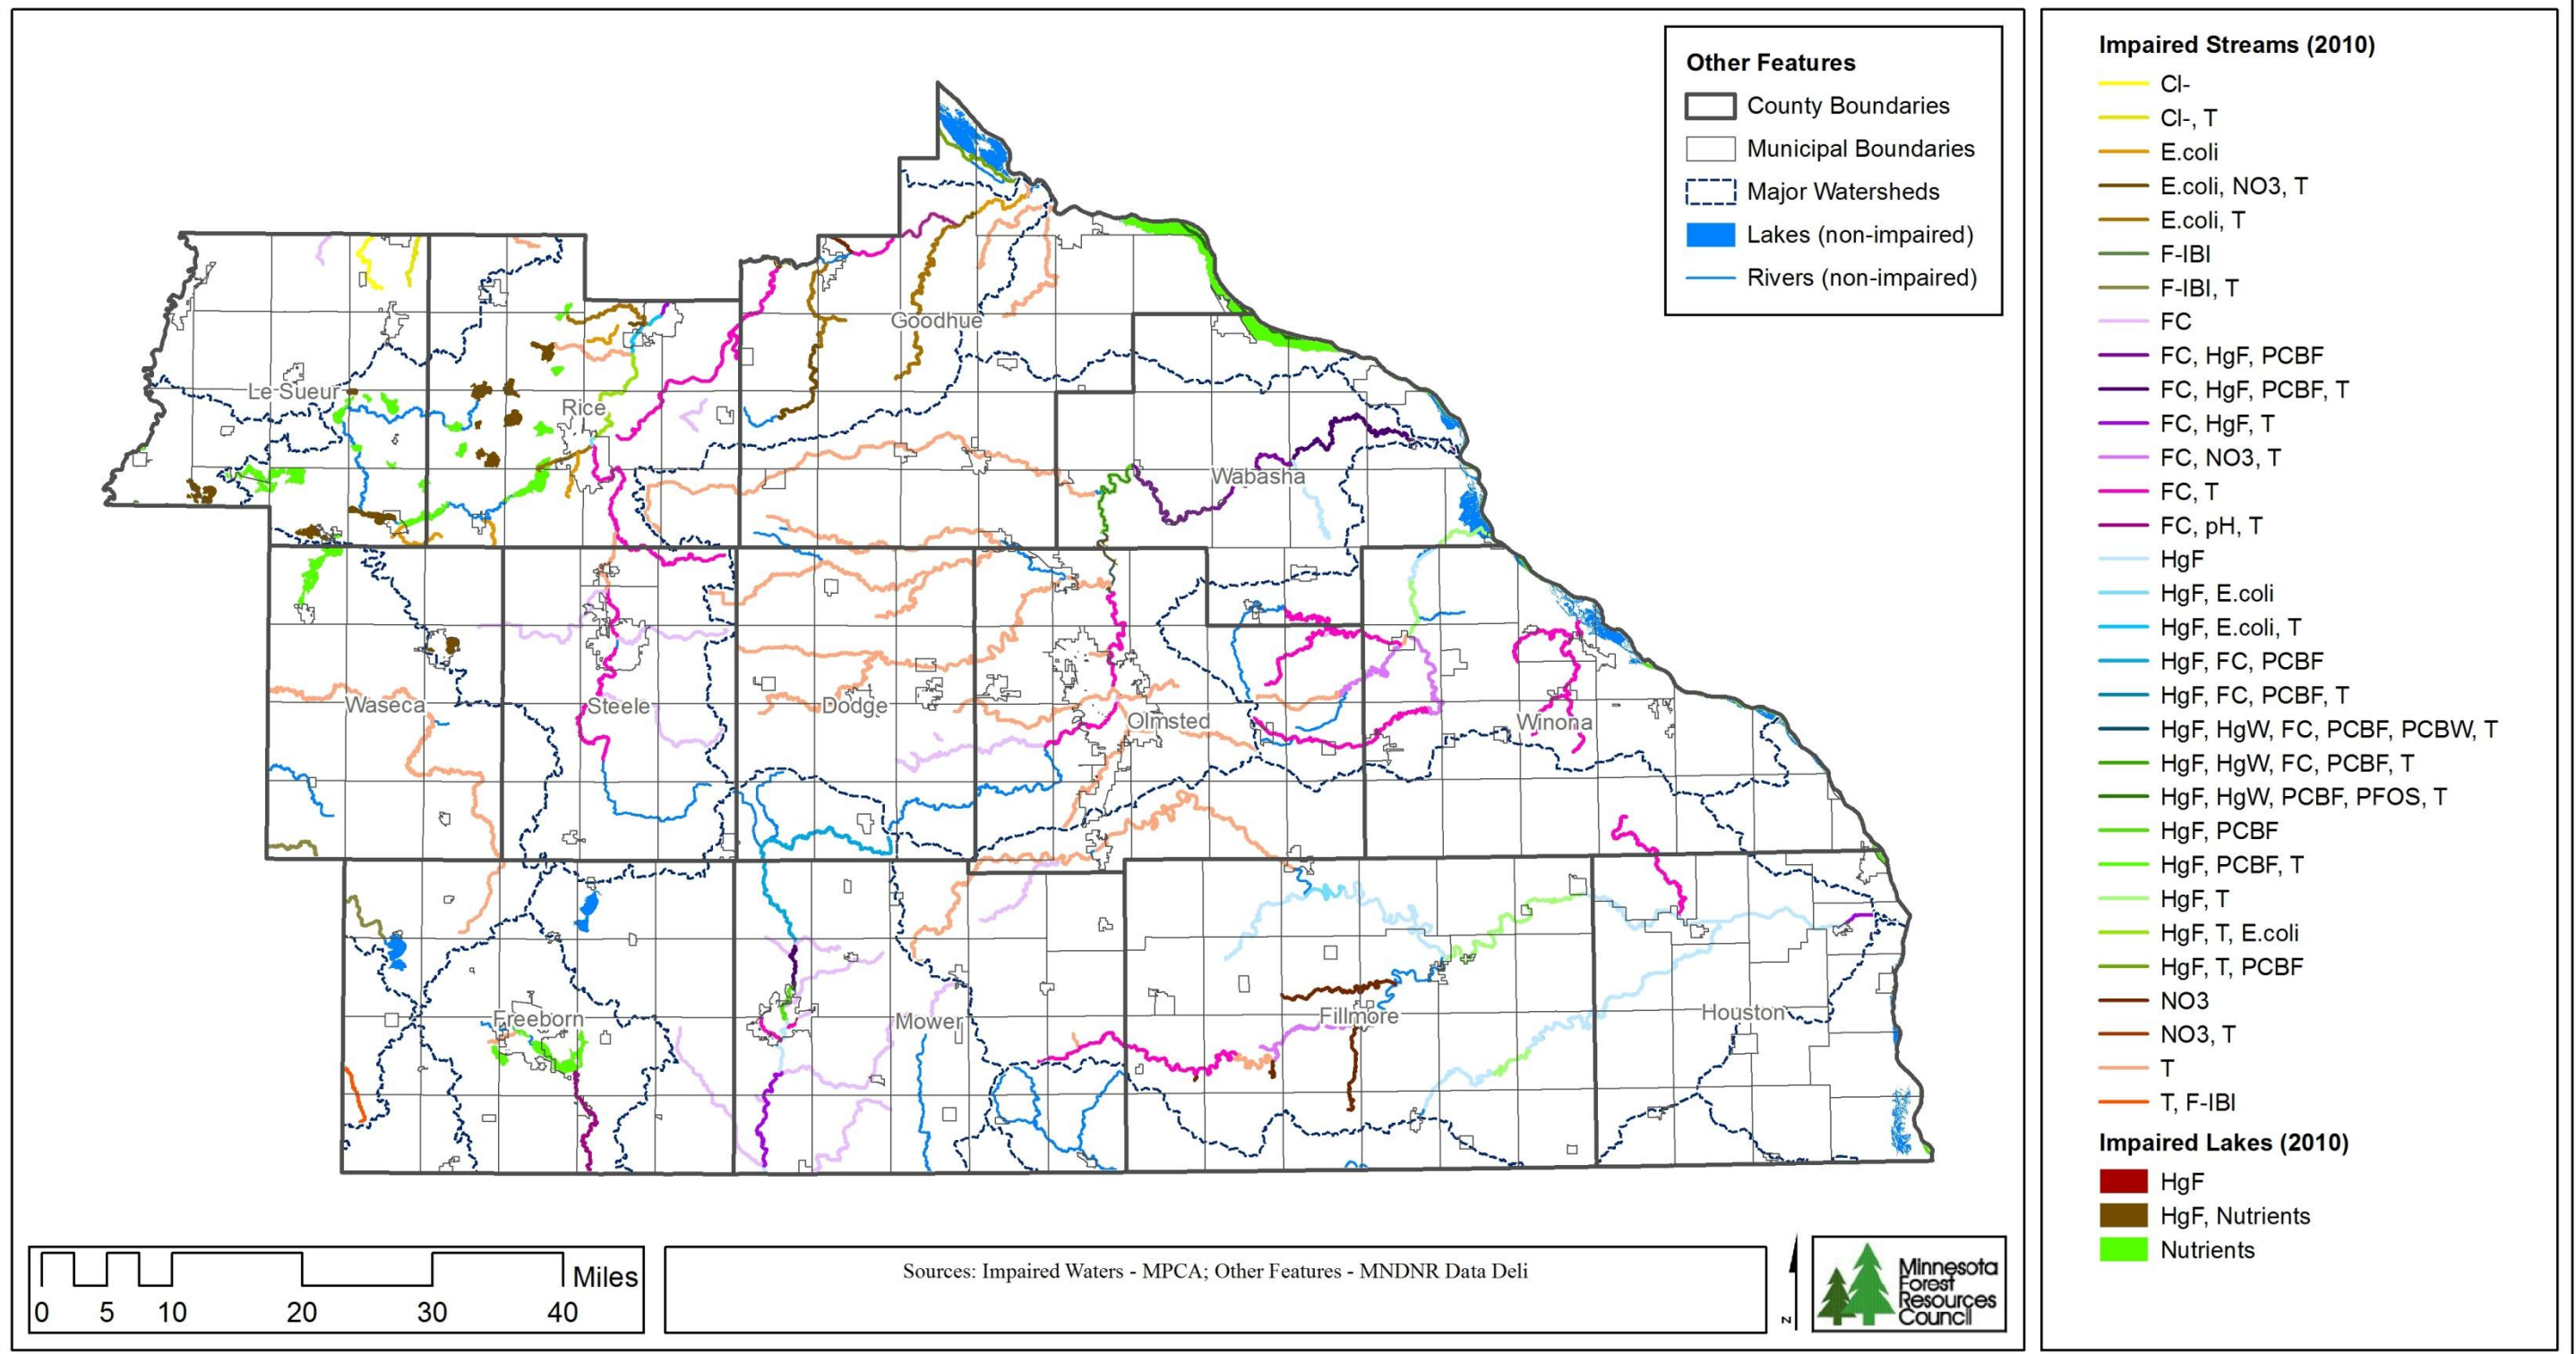 Other Features
County Boundaries
Municipal Boundaries
Major Watersheds
Lakes (non-impaired)
Rivers (non-impaired)
Goodhue
Le Sueur
Rice
Wabasha
Waseca
Steele
Dodge
Olmsted
Winona
Freeborn
Mower
Fillmore
Houston
Miles
0 5 10 20 30 40
Sources: Impaired Waters - MPCA; Other Features - MNDNR Data Deli
N
Minnesota
Forest
Resources
Council
Impaired Streams (2010)
Cl-
Cl-, T
E.coli
E.coli, NO3, T
E.coli, T
F-IBI
F-IBI, T
FC
FC, HgF, PCBF
FC, HgF, PCBF, T
FC, HgF, T
FC, NO3, T
FC, T
FC, pH, T
HgF
HgF, E.coli
HgF, E.coli, T
HgF, FC, PCBF
HgF, FC, PCBF, T
HgF, HgW, FC, PCBF, PCBW, T
HgF, HgW, FC, PCBF, T
HgF, HgW, PCBF, PFOS, T
HgF, PCBF
HgF, PCBF, T
HgF, T
HgF, T, E.coli
HgF, T, PCBF
NO3
NO3, T
T
T, F-IBI
Impaired Lakes (2010)
HgF
HgF, Nutrients
Nutrients